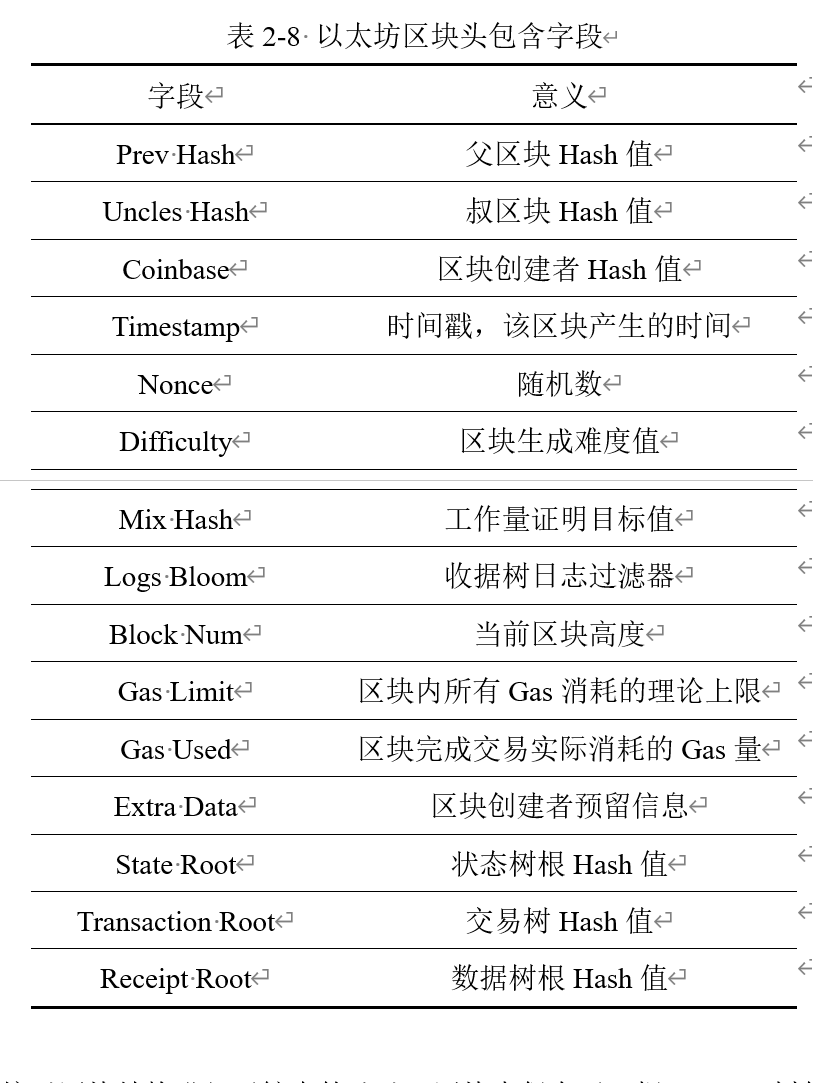 表 2-8 以太坊区块头包含字段
字段 意义
Prev Hash 父区块 Hash 值
Uncles Hash 叔区块 Hash 值
Coinbase 区块创建者 Hash 值
Timestamp 时间戳，该区块产生的时间
Nonce 随机数
Difficulty 区块生成难度值
Mix Hash 工作量证明目标值
Logs Bloom 收据树日志过滤器
Block Num 当前区块高度
Gas Limit 区块内所有 Gas 消耗的理论上限
Gas Used 区块完成交易实际消耗的 Gas 量
Extra Data 区块创建者预留信息
State Root 状态树根 Hash 值
Transaction Root 交易树 Hash 值
Receipt Root 数据树根 Hash 值